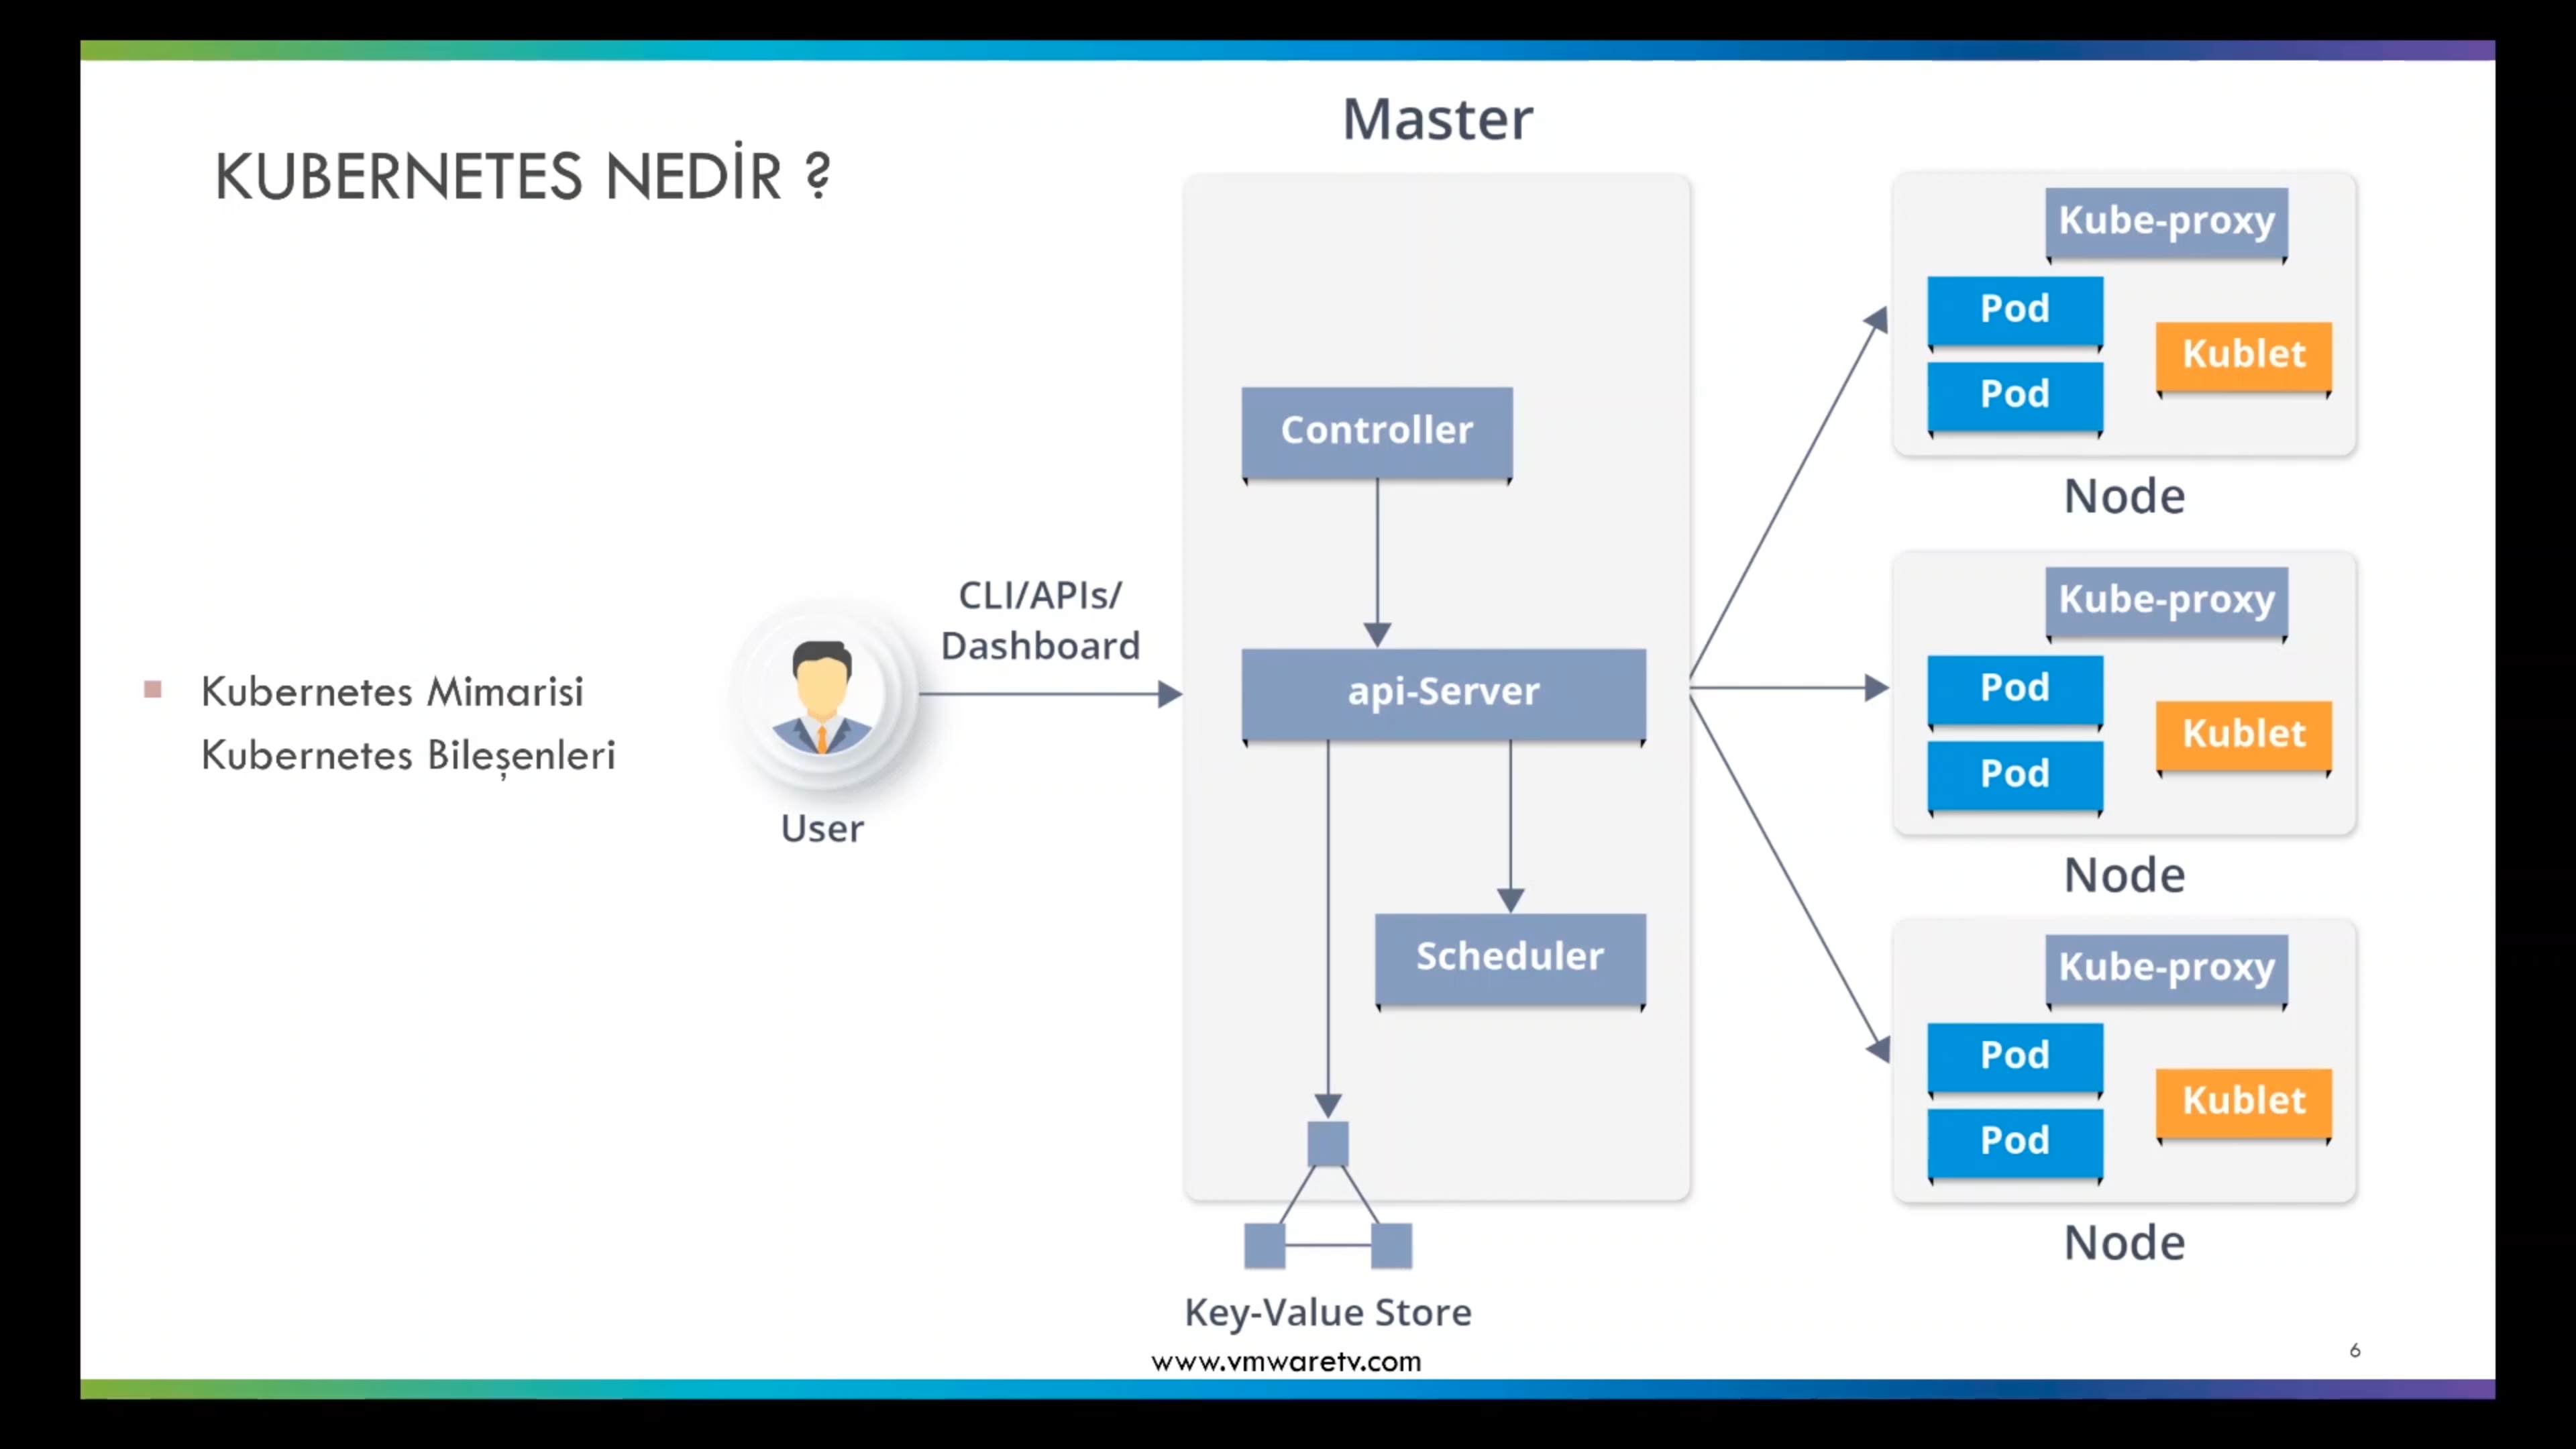 KUBERNETES NEDİR ?
Kubernetes Mimarisi
Kubernetes Bileşenleri
User
CLI/APIs/
Dashboard
Master
Controller
api-Server
Scheduler
Key-Value Store
Kube-proxy
Pod
Kublet
Pod
Node
Kube-proxy
Pod
Kublet
Pod
Node
Kube-proxy
Pod
Kublet
Pod
Node
www.vmwaretv.com
6